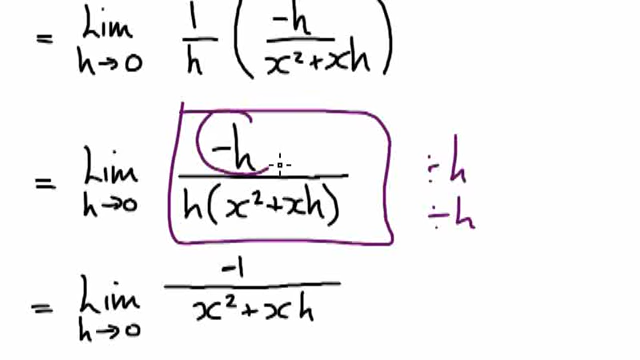 = Lim h→0 1/h (-h/(x²+xh))
= Lim h→0 -h/(h(x²+xh)) ÷h ÷h
= Lim h→0 -1/(x²+xh)